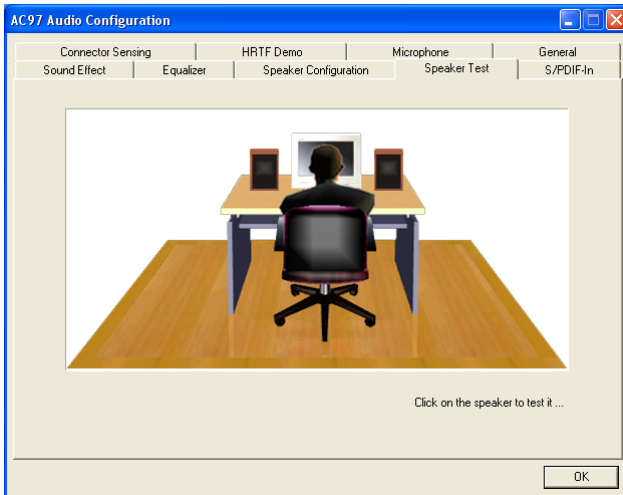 AC97 Audio Configuration
Connector Sensing HRTF Demo Microphone General
Sound Effect Equalizer Speaker Configuration Speaker Test S/PDIF-In
Click on the speaker to test it ...
OK